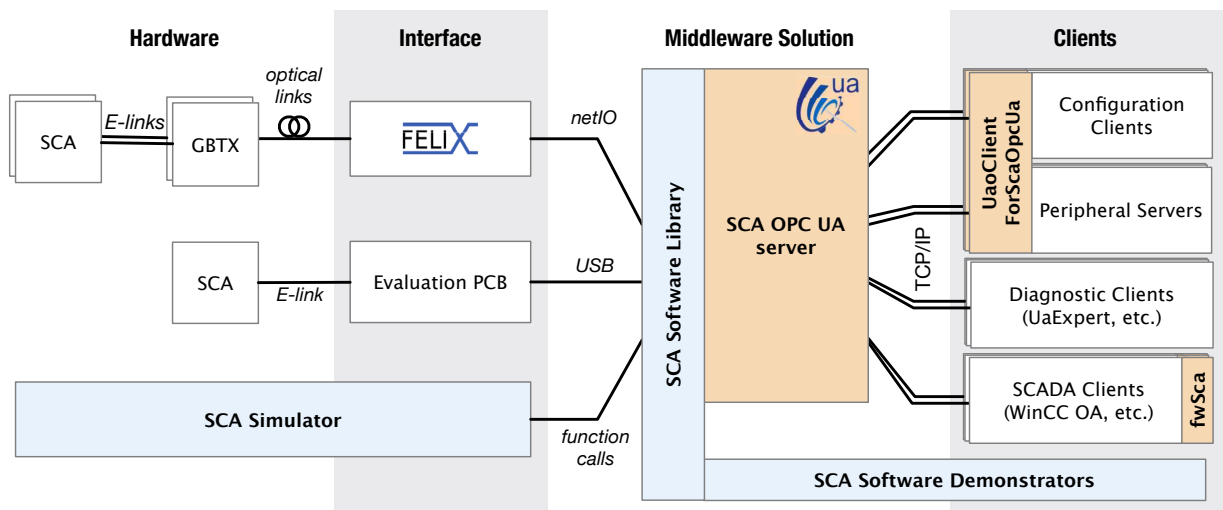 Hardware
Interface
Middleware Solution
Clients
optical
links
E-links
SCA
GBTX
FELIX
netIO
SCA
E-link
Evaluation PCB
USB
SCA Simulator
function
calls
SCA Software Library
ua
SCA OPC UA
server
TCP/IP
UaoClient
ForScaOpcUa
Configuration
Clients
Peripheral Servers
Diagnostic Clients
(UaExpert, etc.)
SCADA Clients
(WinCC OA, etc.)
fwSca
SCA Software Demonstrators